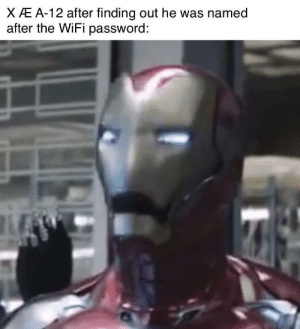 X Æ A-12 after finding out he was named
after the WiFi password: